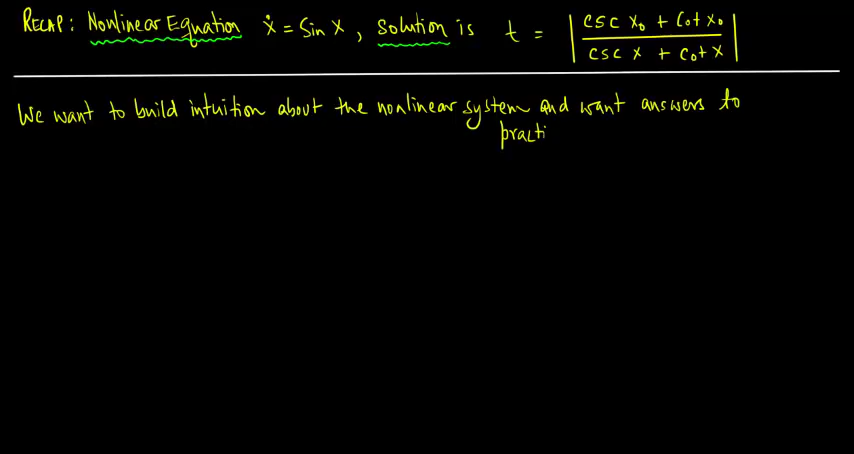 RECAP: Nonlinear Equation ẋ = Sin X, Solution is t = | csc x₀ + Cot x₀ / csc x + Cot x |
We want to build intuition about the nonlinear system and want answers to
practi